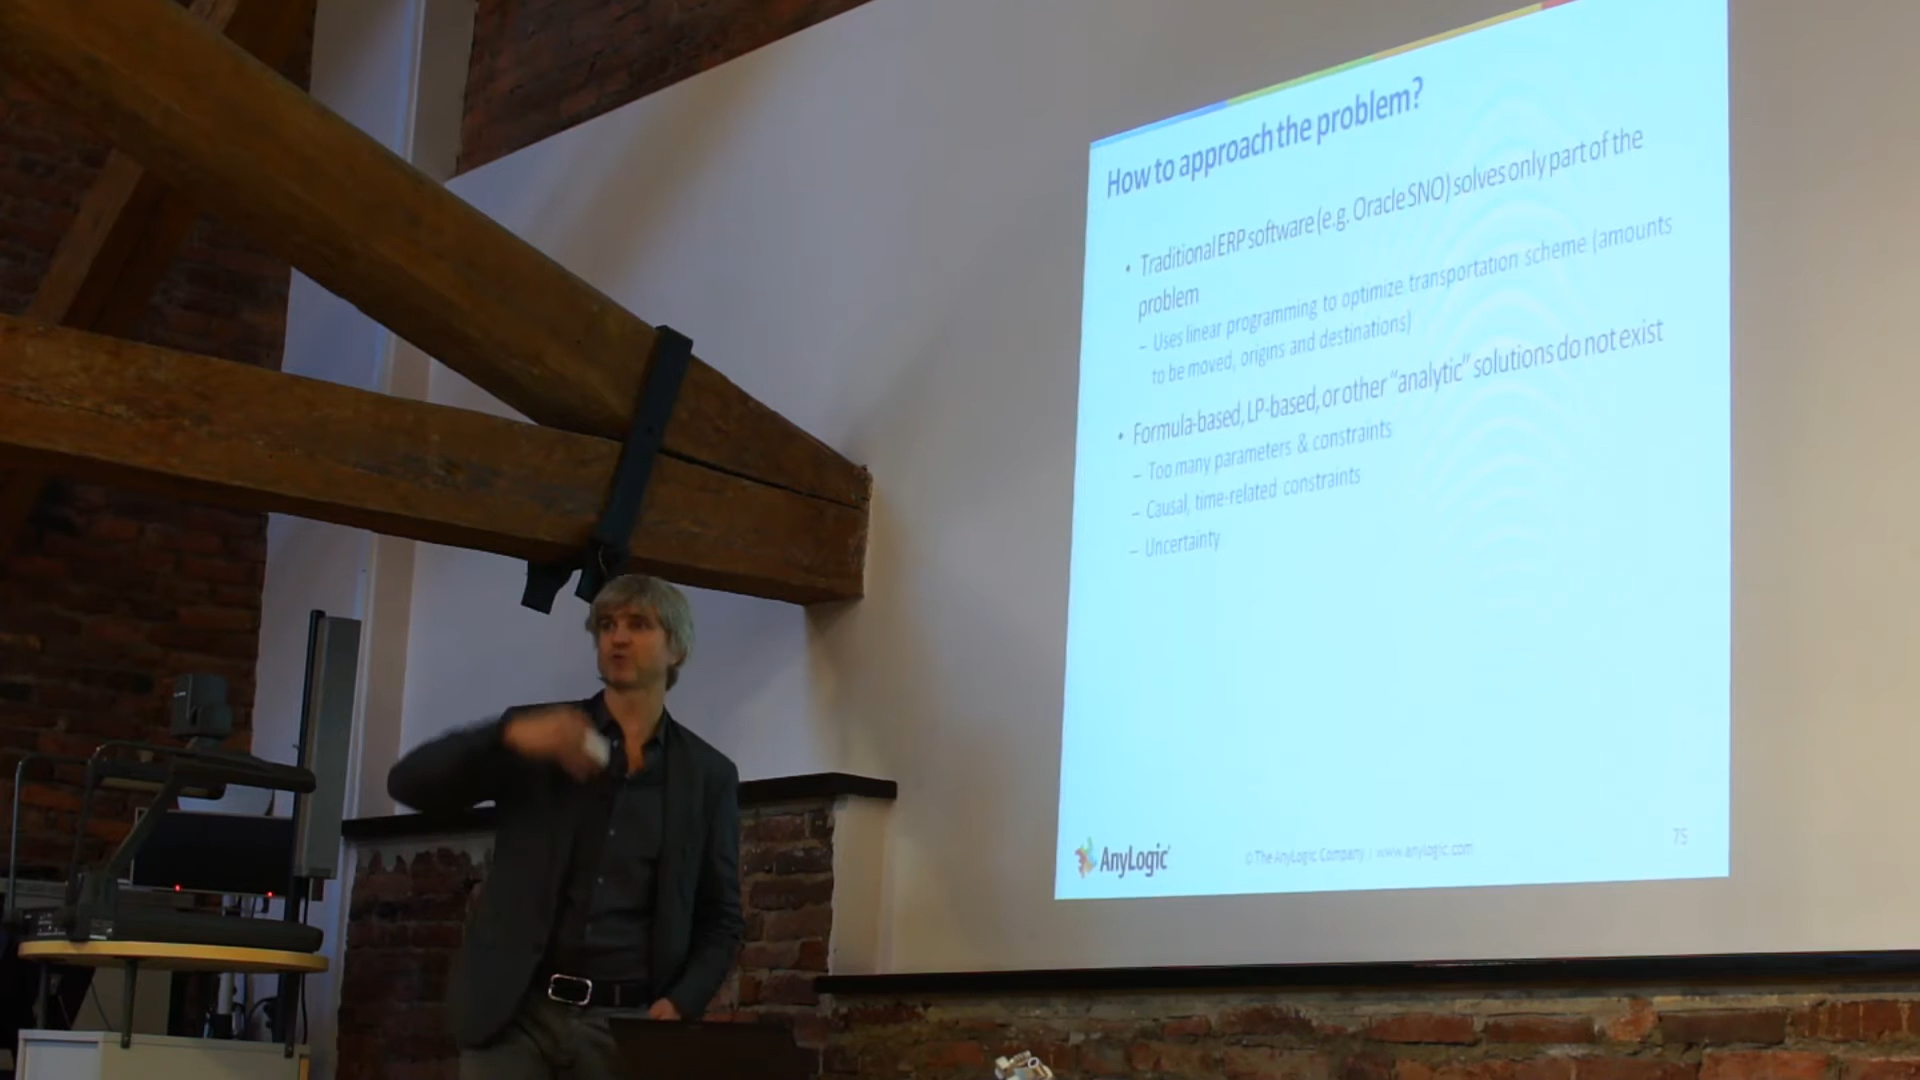 How to approach the problem?
• Traditional ERP software (e.g. Oracle SNO) solves only part of the
problem
– Uses linear programming to optimize transportation scheme (amounts
to be moved, origins and destinations)
• Formula-based, LP-based, or other “analytic” solutions do not exist
– Too many parameters & constraints
– Causal, time-related constraints
– Uncertainty
AnyLogic
© The AnyLogic Company | www.anylogic.com
75